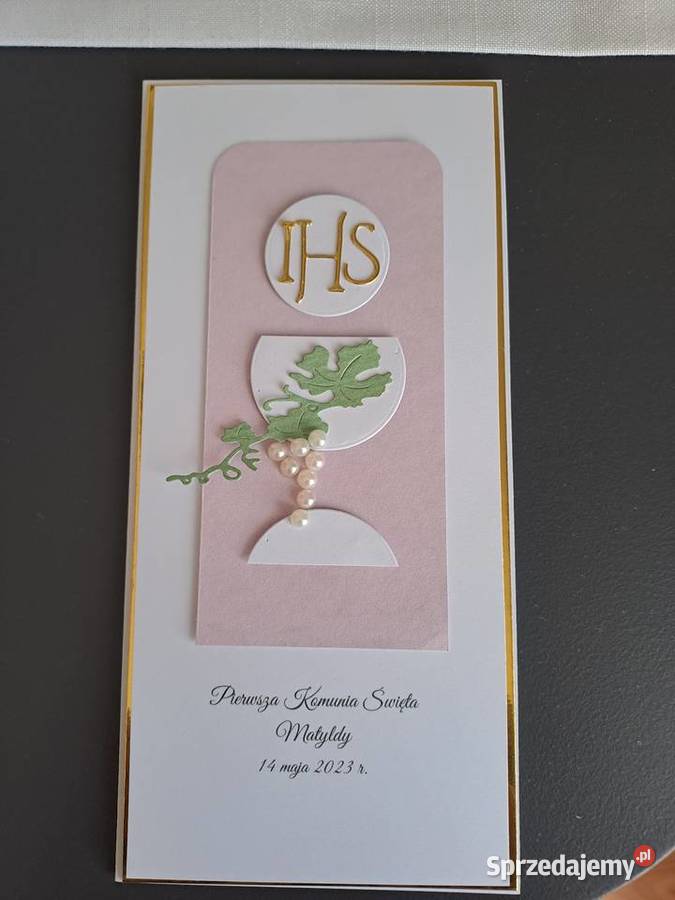 IHS
Pierwsza Komunia Święta
Matyldy
14 maja 2023 r.
Sprzedajemy.pl